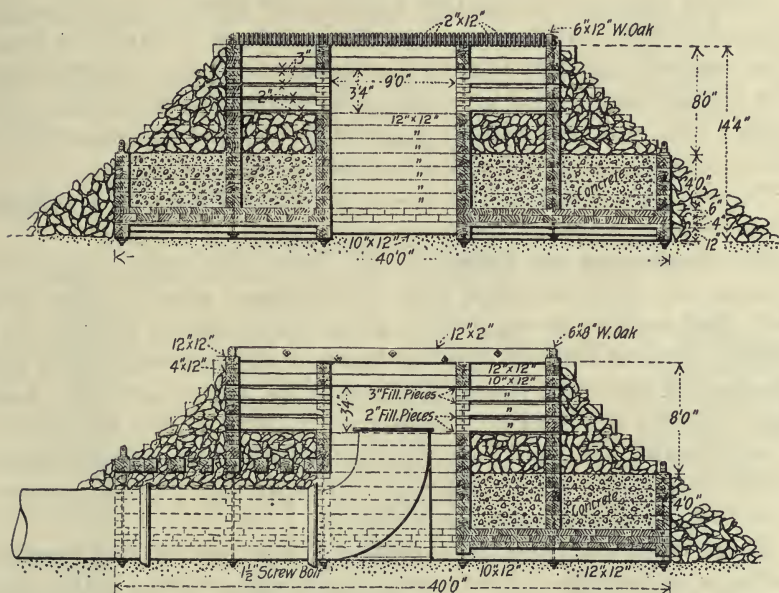 2"x12"
6"x12" W. Oak
3"
9'0"
3'4"
2"
12"x12"
"
"
"
"
"
"
8'0"
14'4"
Concrete
4'0"
6"
4"
12"
10"x12"
40'0"
12"x12"
4"x12"
12"x2"
6"x8" W. Oak
12"x12"
10"x12"
3" Fill. Pieces
"
2" Fill. Pieces
"
"
34
8'0"
Concrete
4'0"
1½ Screw Bolt
10x12"
12"x12"
40'0"